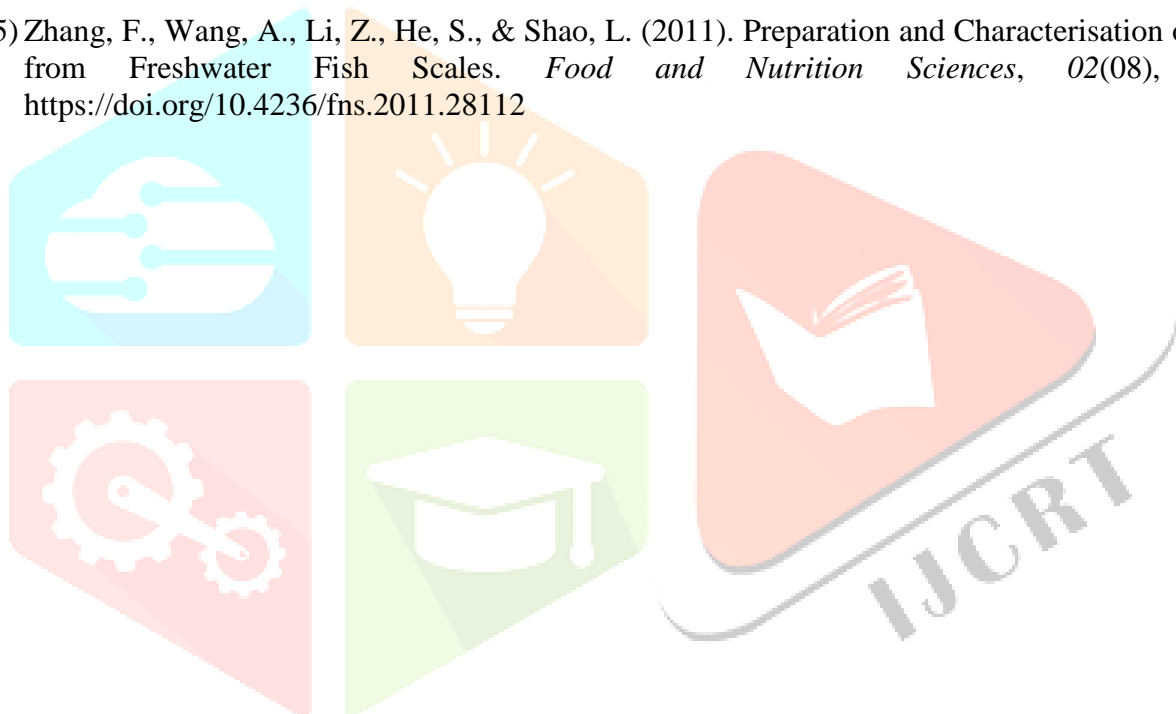 5) Zhang, F., Wang, A., Li, Z., He, S., & Shao, L. (2011). Preparation and Characterisation
from Freshwater Fish Scales. Food and Nutrition Sciences, 02(08),
https://doi.org/10.4236/fns.2011.28112
IJCRT